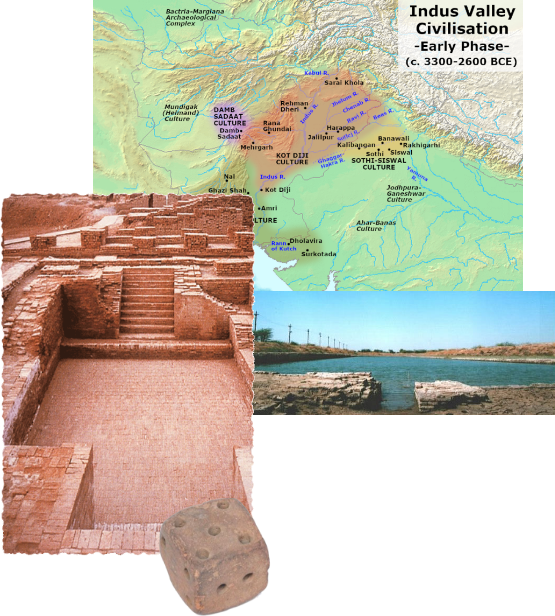 Indus Valley
Civilisation
-Early Phase-
(c. 3300-2600 BCE)
Bactria-Margiana
Archaeological
Complex
Kabul R.
Sarai Khola
Mundigak
(Helmand)
Culture
DAMB
SADAAT
CULTURE
Damb
Sadaat
Rehman
Dheri
Rana
Ghundai
Indus R.
Jhelum R.
Chenab R.
Ravi R.
Beas R.
Harappa
Jalilpur
Mehrgarh
KOT DIJI
CULTURE
Kalibangan
Banawali
Rakhigarhi
Sothi
Siswal
SOTHI-SISWAL
CULTURE
Ghaggar-
Hakra R.
Yamuna
R.
Nal
Indus R.
Ghazi Shah
Kot Diji
Jodhpura-
Ganeshwar
Culture
Amri
LTURE
Ahar-Banas
Culture
Rann
of Kutch
Dholavira
Surkotada